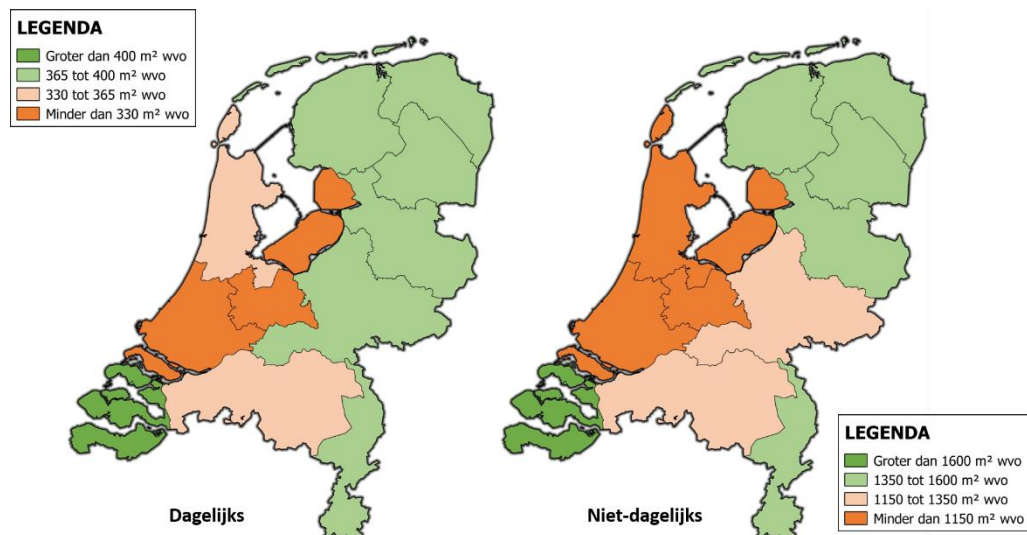 LEGENDA
Groter dan 400 m² wvo
365 tot 400 m² wvo
330 tot 365 m² wvo
Minder dan 330 m² wvo
Dagelijks
Niet-dagelijks
LEGENDA
Groter dan 1600 m² wvo
1350 tot 1600 m² wvo
1150 tot 1350 m² wvo
Minder dan 1150 m² wvo